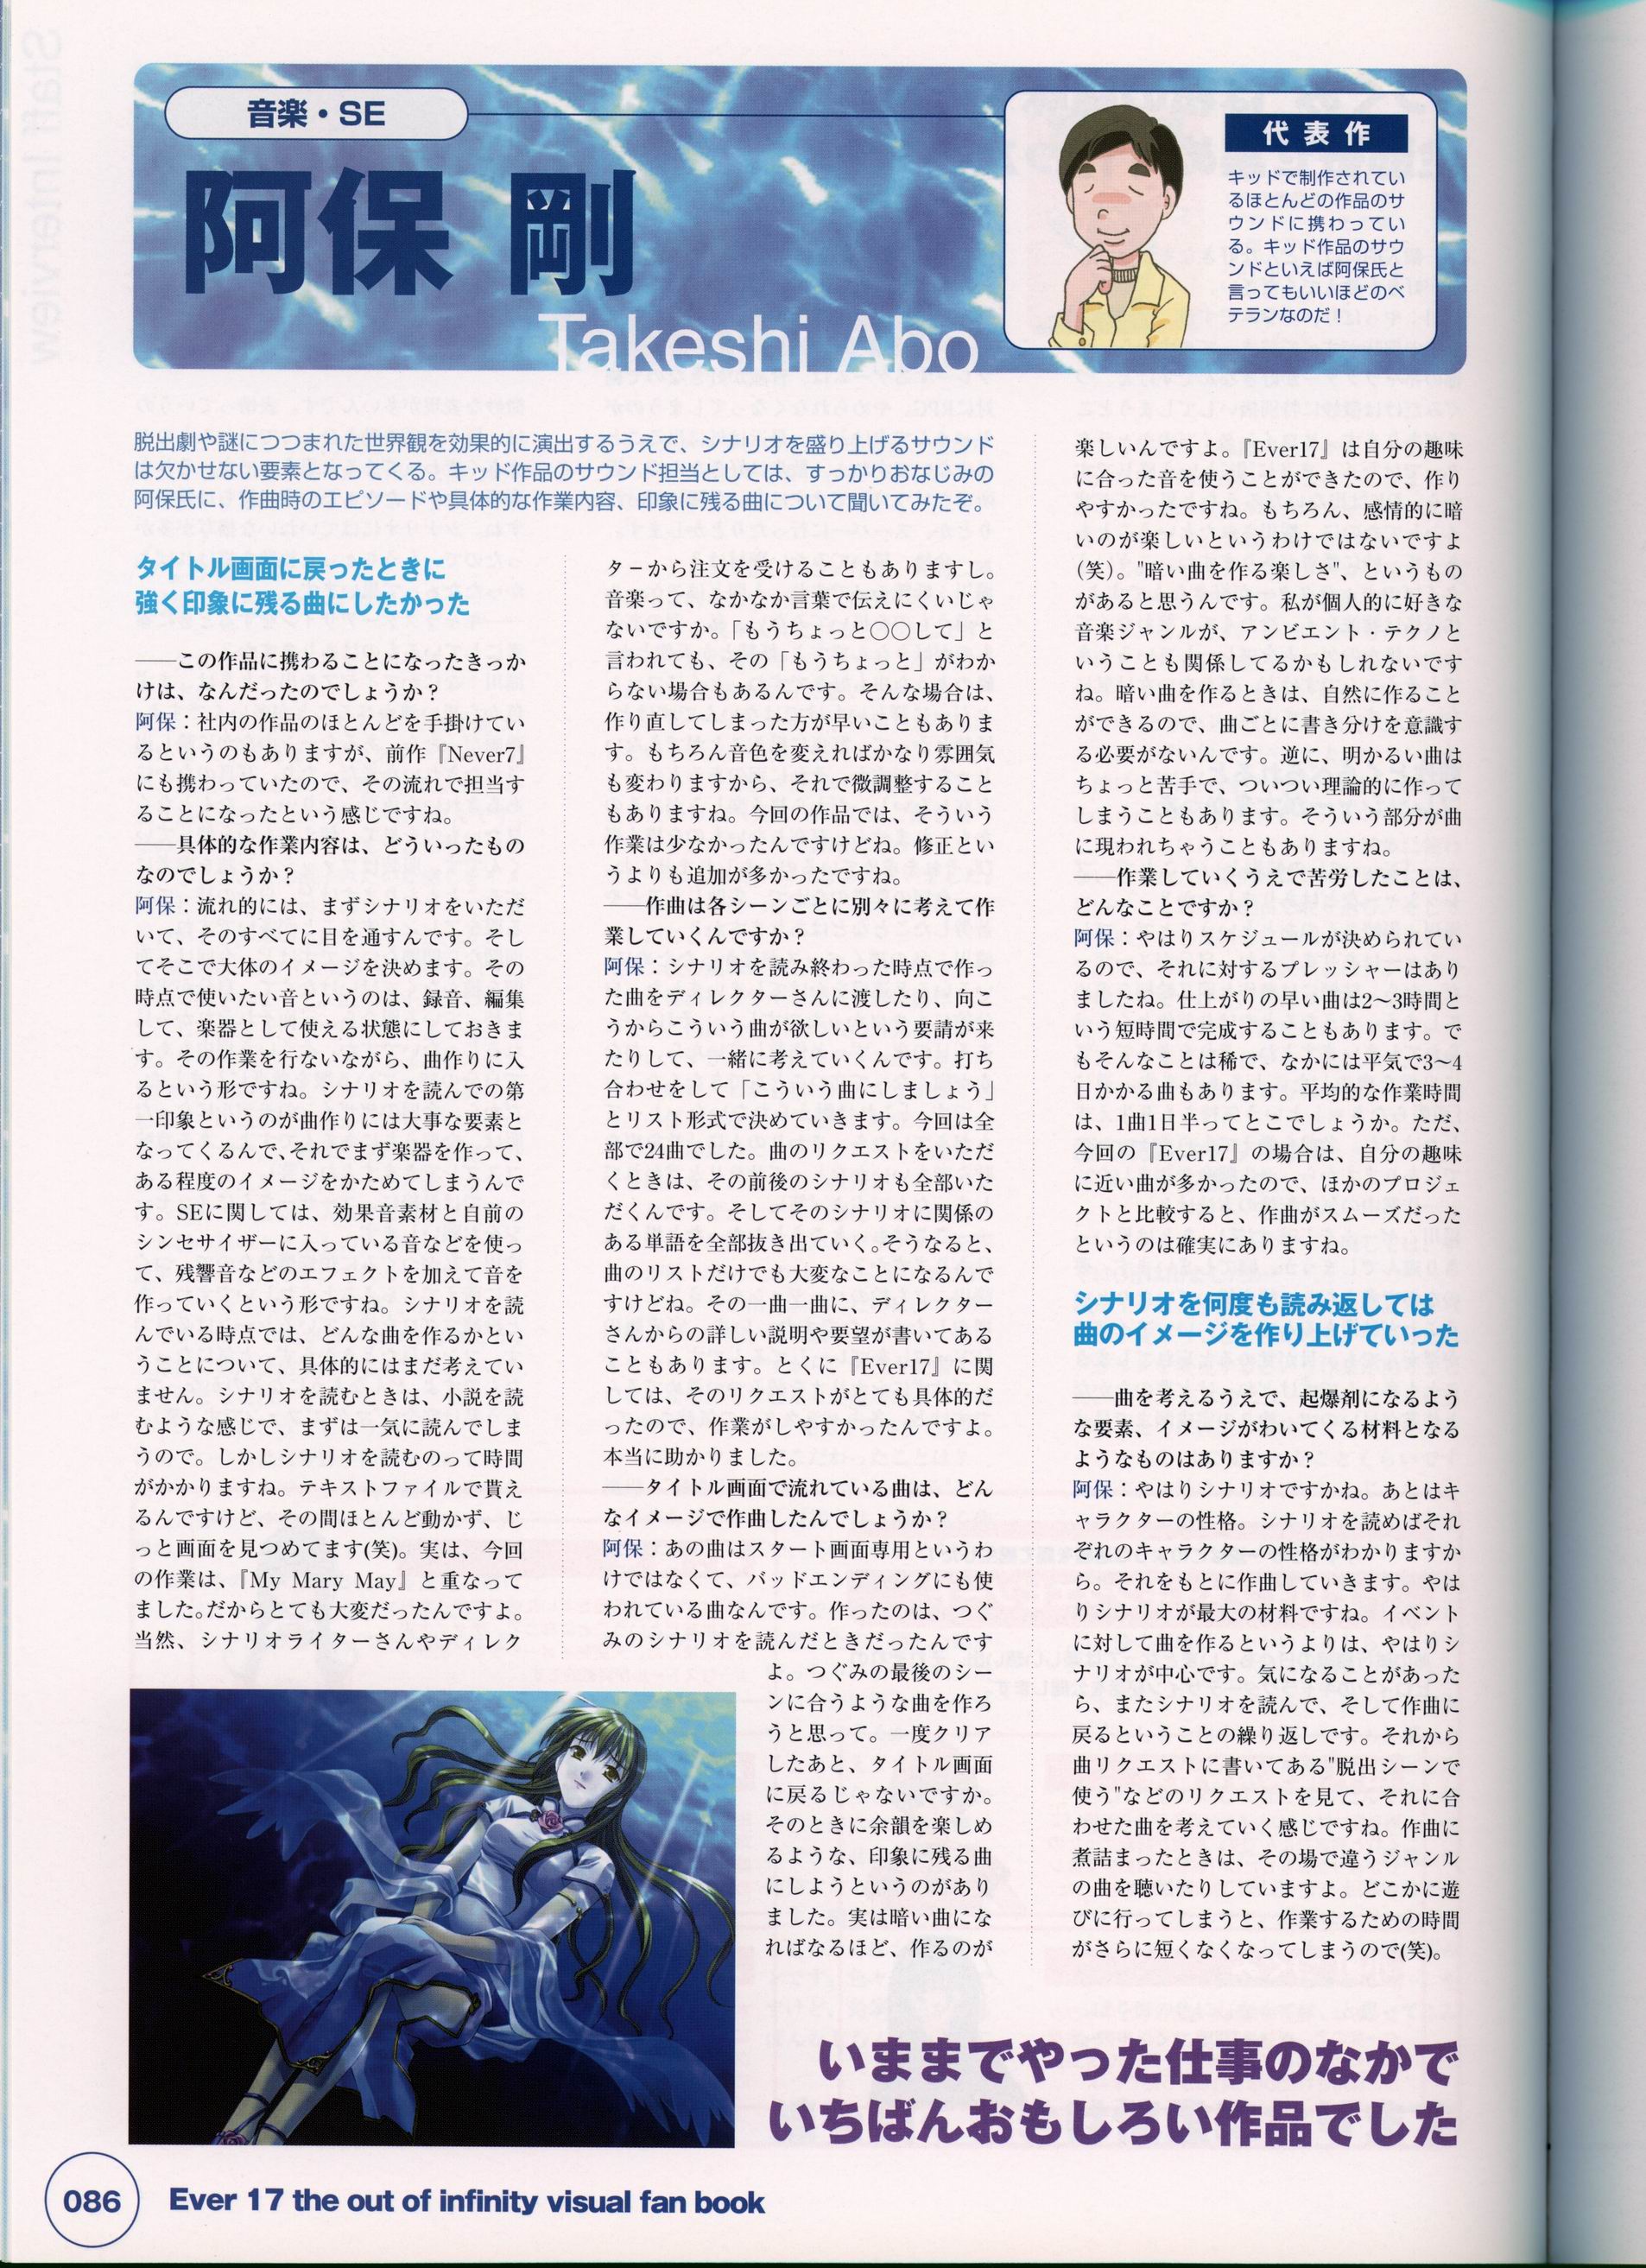 音楽・SE
阿保 剛
Takeshi Abo
代表作
キッドで制作されてい
るほとんどの作品のサ
ウンドに携わってい
る。キッド作品のサウ
ンドといえば阿保氏と
言ってもいいほどのベ
テランなのだ！
脱出劇や謎につつまれた世界観を効果的に演出するうえで、シナリオを盛り上げるサウンド
は欠かせない要素となってくる。キッド作品のサウンド担当としては、すっかりおなじみの
阿保氏に、作曲時のエピソードや具体的な作業内容、印象に残る曲について聞いてみたぞ。
タイトル画面に戻ったときに
強く印象に残る曲にしたかった
――この作品に携わることになったきっか
けは、なんだったのでしょうか？
阿保：社内の作品のほとんどを手掛けてい
るというのもありますが、前作『Never7』
にも携わっていたので、その流れで担当す
ることになったという感じですね。
――具体的な作業内容は、どういったもの
なのでしょうか？
阿保：流れ的には、まずシナリオをいただ
いて、そのすべてに目を通すんです。そし
てそこで大体のイメージを決めます。その
時点で使いたい音というのは、録音、編集
して、楽器として使える状態にしておきま
す。その作業を行ないながら、曲作りに入
るという形ですね。シナリオを読んでの第
一印象というのが曲作りには大事な要素と
なってくるんで、それでまず楽器を作って、
ある程度のイメージをかためてしまうんで
す。SEに関しては、効果音素材と自前の
シンセサイザーに入っている音などを使っ
て、残響音などのエフェクトを加えて音を
作っていくという形ですね。シナリオを読
んでいる時点では、どんな曲を作るかとい
うことについて、具体的にはまだ考えてい
ません。シナリオを読むときは、小説を読
むような感じで、まずは一気に読んでしま
うので。しかしシナリオを読むのって時間
がかかりますね。テキストファイルで貰え
るんですけど、その間ほとんど動かず、じ
っと画面を見つめてます(笑)。実は、今回
の作業は、『My Mary May』と重なって
ました。だからとても大変だったんですよ。
当然、シナリオライターさんやディレク
ターから注文を受けることもありますし。
音楽って、なかなか言葉で伝えにくいじゃ
ないですか。「もうちょっと○○して」と
言われても、その「もうちょっと」がわか
らない場合もあるんです。そんな場合は、
作り直してしまった方が早いこともありま
す。もちろん音色を変えればかなり雰囲気
も変わりますから、それで微調整すること
もありますね。今回の作品では、そういう
作業は少なかったんですけどね。修正とい
うよりも追加が多かったですね。
――作曲は各シーンごとに別々に考えて作
業していくんですか？
阿保：シナリオを読み終わった時点で作っ
た曲をディレクターさんに渡したり、向こ
うからこういう曲が欲しいという要請が来
たりして、一緒に考えていくんです。打ち
合わせをして「こういう曲にしましょう」
とリスト形式で決めていきます。今回は全
部で24曲でした。曲のリクエストをいただ
くときは、その前後のシナリオも全部いた
だくんです。そしてそのシナリオに関係の
ある単語を全部抜き出ていく。そうなると、
曲のリストだけでも大変なことになるんで
すけどね。その一曲一曲に、ディレクター
さんからの詳しい説明や要望が書いてある
こともあります。とくに『Ever17』に関
しては、そのリクエストがとても具体的だ
ったので、作業がしやすかったんですよ。
本当に助かりました。
――タイトル画面で流れている曲は、どん
なイメージで作曲したんでしょうか？
阿保：あの曲はスタート画面専用というわ
けではなくて、バッドエンディングにも使
われている曲なんです。作ったのは、つぐ
みのシナリオを読んだときだったんです
よ。つぐみの最後のシー
ンに合うような曲を作ろ
うと思って。一度クリア
したあと、タイトル画面
に戻るじゃないですか。
そのときに余韻を楽しめ
るような、印象に残る曲
にしようというのがあり
ました。実は暗い曲にな
ればなるほど、作るのが
楽しいんですよ。『Ever17』は自分の趣味
に合った音を使うことができたので、作り
やすかったですね。もちろん、感情的に暗
いのが楽しいというわけではないですよ
（笑）。"暗い曲を作る楽しさ"、というもの
があると思うんです。私が個人的に好きな
音楽ジャンルが、アンビエント・テクノと
いうことも関係してるかもしれないです
ね。暗い曲を作るときは、自然に作ること
ができるので、曲ごとに書き分けを意識す
る必要がないんです。逆に、明かるい曲は
ちょっと苦手で、ついつい理論的に作って
しまうこともあります。そういう部分が曲
に現われちゃうこともありますね。
――作業していくうえで苦労したことは、
どんなことですか？
阿保：やはりスケジュールが決められてい
るので、それに対するプレッシャーはあり
ましたね。仕上がりの早い曲は2〜3時間と
いう短時間で完成することもあります。で
もそんなことは稀で、なかには平気で3〜4
日かかる曲もあります。平均的な作業時間
は、1曲1日半ってとこでしょうか。ただ、
今回の『Ever17』の場合は、自分の趣味
に近い曲が多かったので、ほかのプロジェ
クトと比較すると、作曲がスムーズだった
というのは確実にありますね。
シナリオを何度も読み返しては
曲のイメージを作り上げていった
――曲を考えるうえで、起爆剤になるよう
な要素、イメージがわいてくる材料となる
ようなものはありますか？
阿保：やはりシナリオですかね。あとはキ
ャラクターの性格。シナリオを読めばそれ
ぞれのキャラクターの性格がわかりますか
ら。それをもとに作曲していきます。やは
りシナリオが最大の材料ですね。イベント
に対して曲を作るというよりは、やはりシ
ナリオが中心です。気になることがあった
ら、またシナリオを読んで、そして作曲に
戻るということの繰り返しです。それから
曲リクエストに書いてある"脱出シーンで
使う"などのリクエストを見て、それに合
わせた曲を考えていく感じですね。作曲に
煮詰まったときは、その場で違うジャンル
の曲を聴いたりしていますよ。どこかに遊
びに行ってしまうと、作業するための時間
がさらに短くなくなってしまうので(笑)。
いままでやった仕事のなかで
いちばんおもしろい作品でした
086
Ever 17 the out of infinity visual fan book